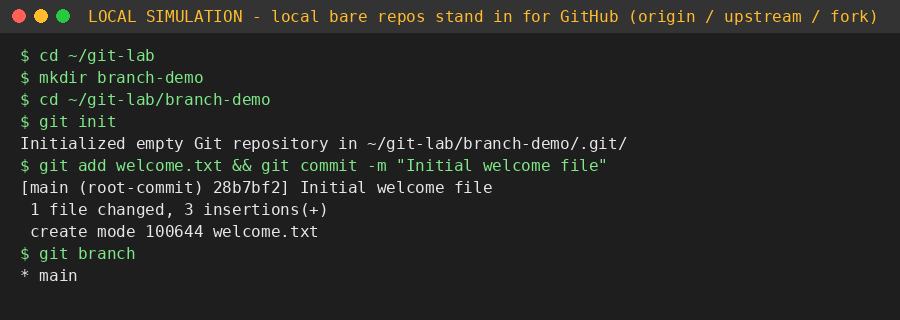 LOCAL SIMULATION - local bare repos stand in for GitHub (origin / upstream / fork)
$ cd ~/git-lab
$ mkdir branch-demo
$ cd ~/git-lab/branch-demo
$ git init
Initialized empty Git repository in ~/git-lab/branch-demo/.git/
$ git add welcome.txt && git commit -m "Initial welcome file"
[main (root-commit) 28b7bf2] Initial welcome file
 1 file changed, 3 insertions(+)
 create mode 100644 welcome.txt
$ git branch
* main